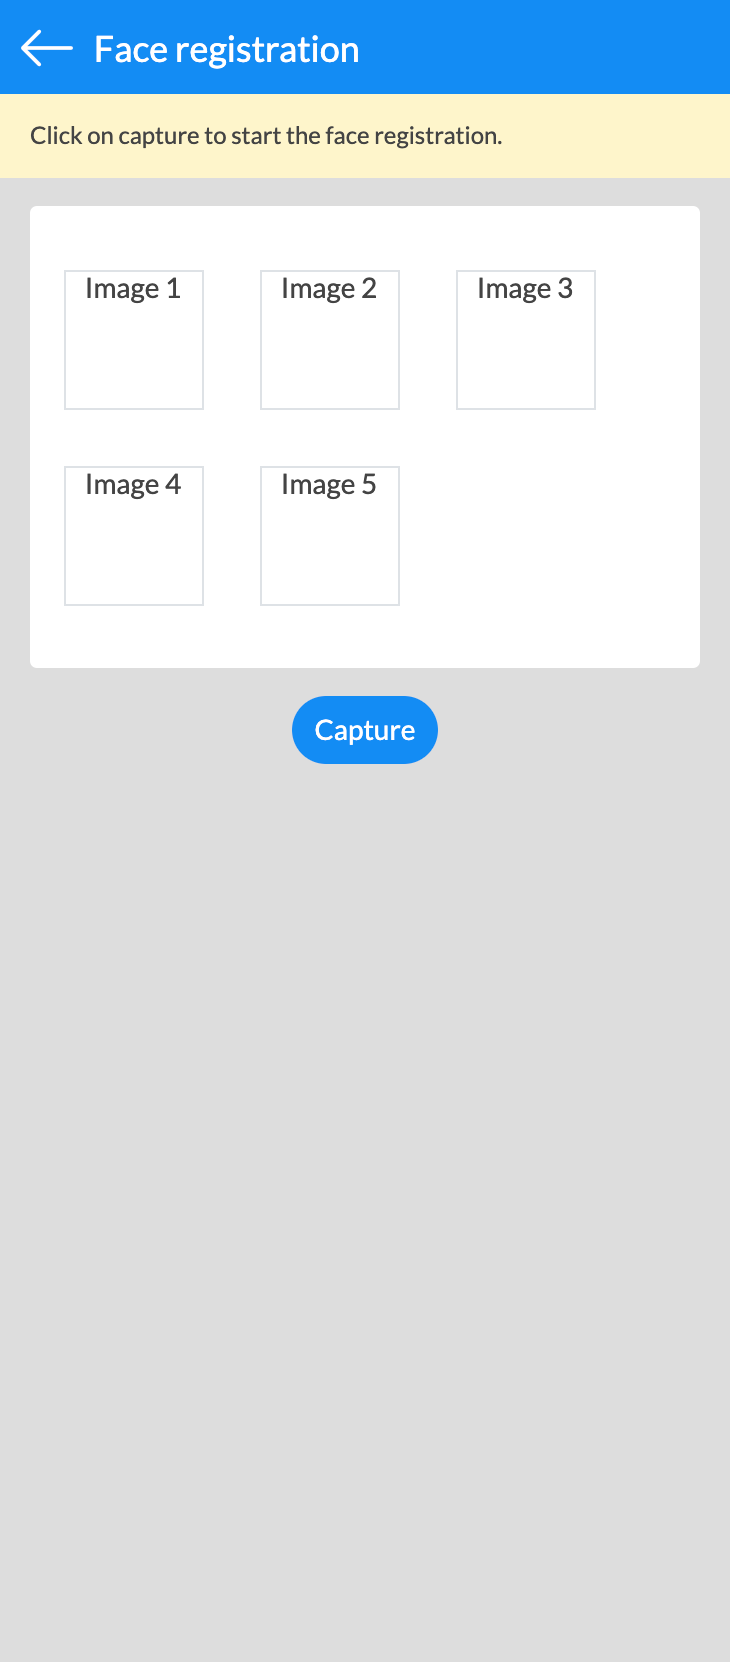 Face registration
Click on capture to start the face registration.
Image 1 Image 2 Image 3
Image 4 Image 5
Capture